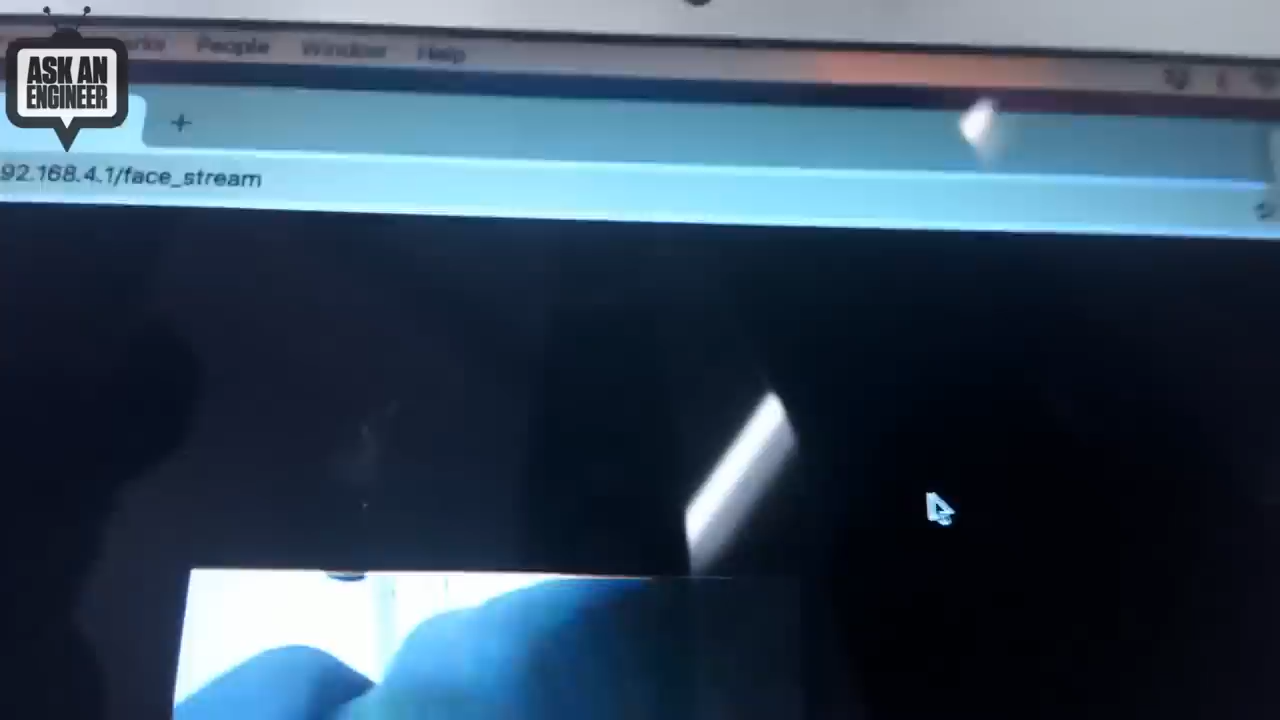 ASK AN
ENGINEER
People Window Help
+
92.168.4.1/face_stream